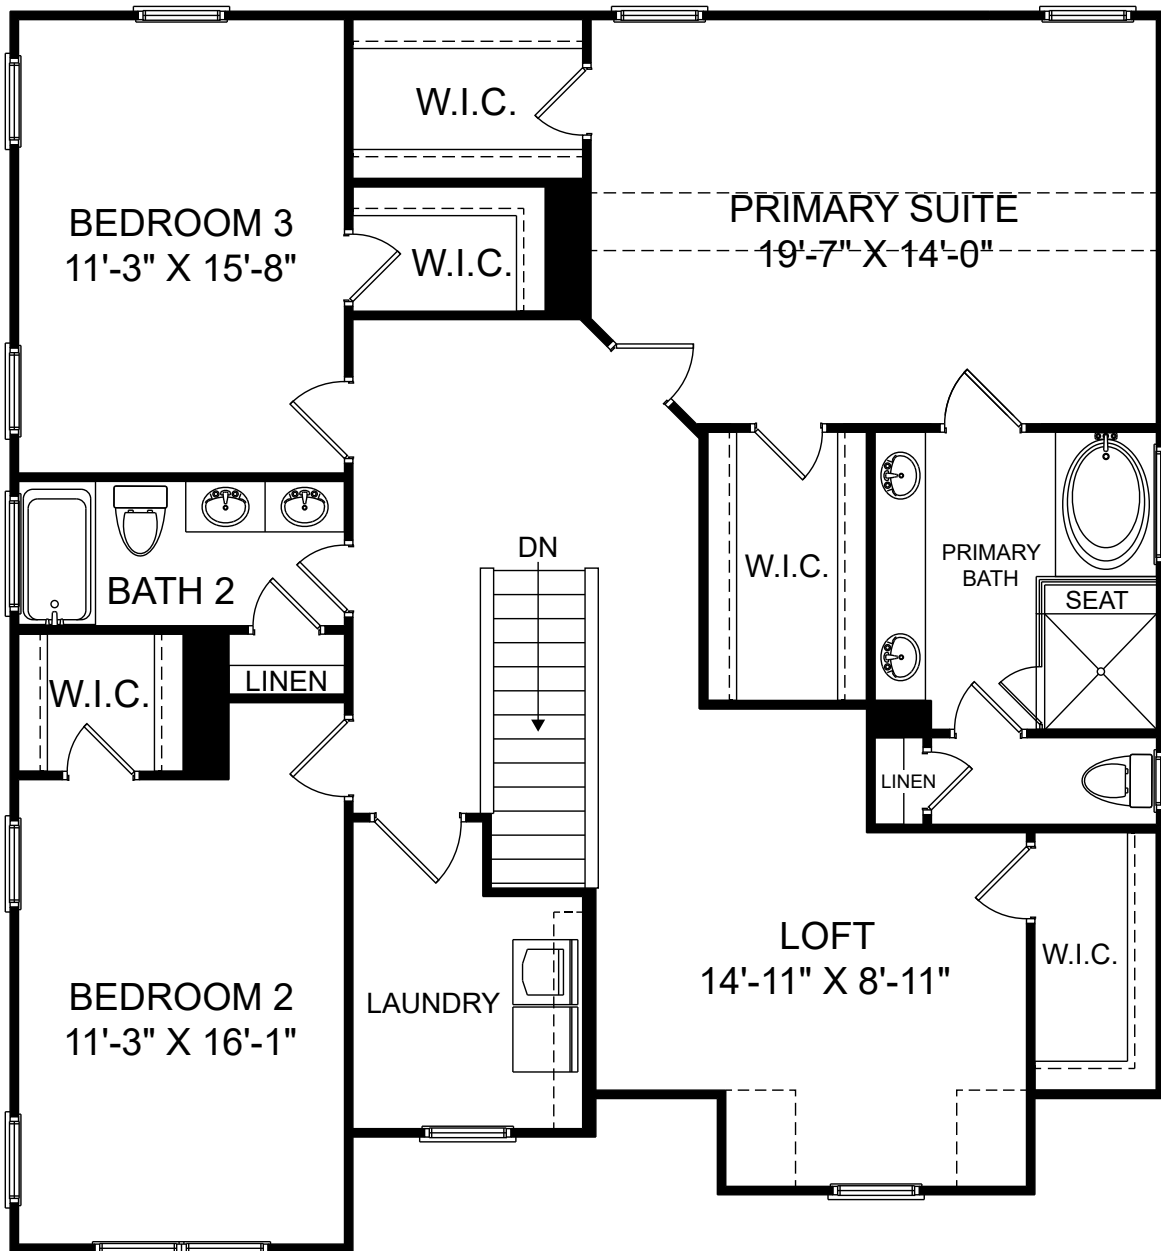 W.I.C.
BEDROOM 3
11'-3" X 15'-8"
W.I.C.
PRIMARY SUITE
19'-7" X 14'-0"
DN
BATH 2
W.I.C.
PRIMARY
BATH
SEAT
LINEN
W.I.C.
LINEN
LOFT
14'-11" X 8'-11"
W.I.C.
BEDROOM 2
11'-3" X 16'-1"
LAUNDRY